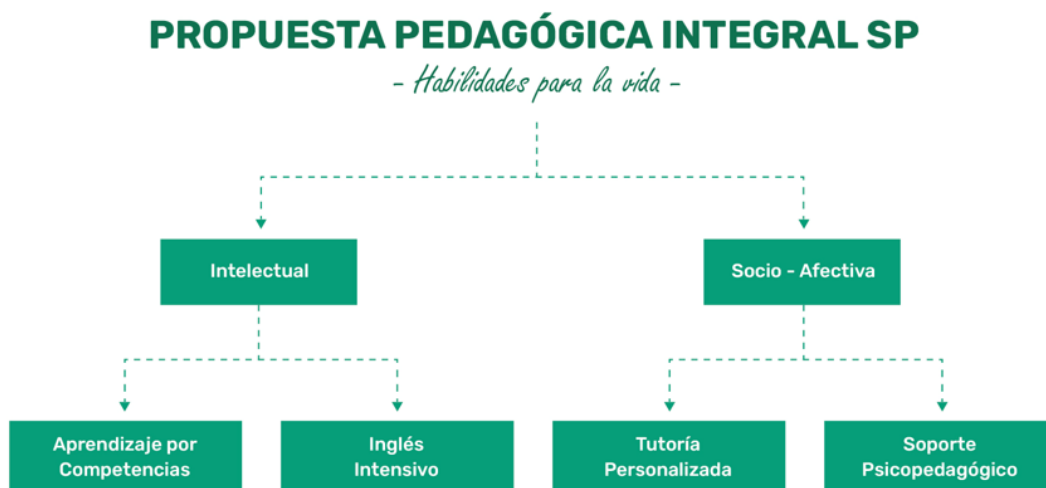 PROPUESTA PEDAGÓGICA INTEGRAL SP
- Habilidades para la vida -
Intelectual
Socio - Afectiva
Aprendizaje por
Competencias
Inglés
Intensivo
Tutoría
Personalizada
Soporte
Psicopedagógico